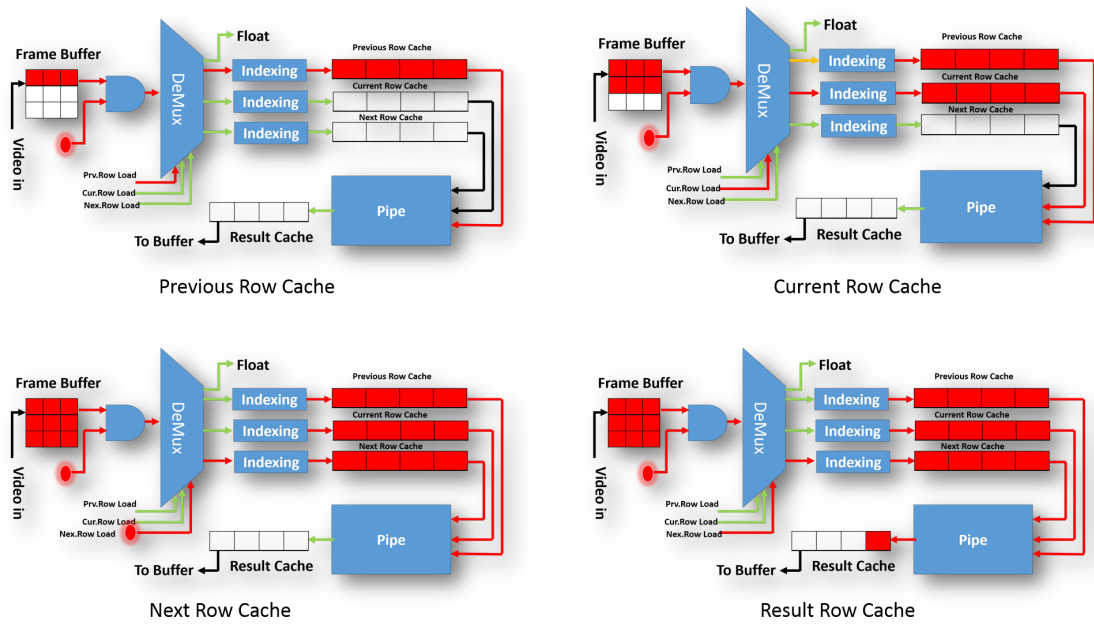 Frame Buffer
Video in
DeMux
Float
Indexing
Indexing
Indexing
Previous Row Cache
Current Row Cache
Next Row Cache
Prv.Row Load
Cur.Row Load
Nex.Row Load
Pipe
To Buffer
Result Cache
Previous Row Cache
Frame Buffer
Video in
DeMux
Float
Indexing
Indexing
Indexing
Previous Row Cache
Current Row Cache
Next Row Cache
Prv.Row Load
Cur.Row Load
Nex.Row Load
Pipe
To Buffer
Result Cache
Current Row Cache
Frame Buffer
Video in
DeMux
Float
Indexing
Indexing
Indexing
Previous Row Cache
Current Row Cache
Next Row Cache
Prv.Row Load
Cur.Row Load
Nex.Row Load
Pipe
To Buffer
Result Cache
Next Row Cache
Frame Buffer
Video in
DeMux
Float
Indexing
Indexing
Indexing
Previous Row Cache
Current Row Cache
Next Row Cache
Prv.Row Load
Cur.Row Load
Nex.Row Load
Pipe
To Buffer
Result Cache
Result Row Cache